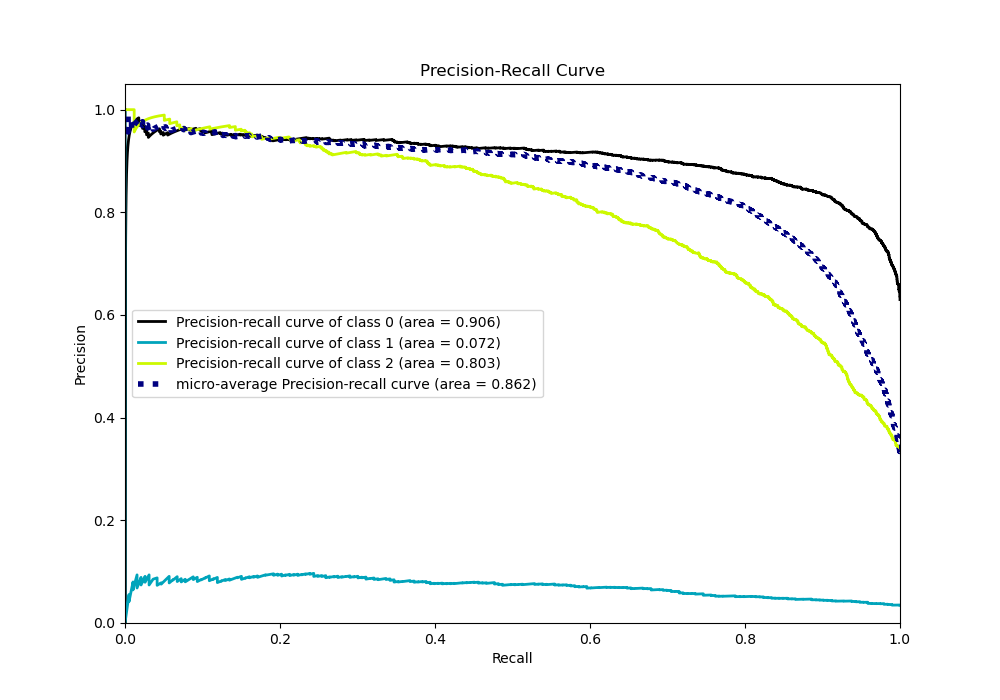 Precision-Recall Curve
1.0
0.8
0.6
0.4
0.2
0.0
Precision
Precision-recall curve of class 0 (area = 0.906)
Precision-recall curve of class 1 (area = 0.072)
Precision-recall curve of class 2 (area = 0.803)
micro-average Precision-recall curve (area = 0.862)
0.0 0.2 0.4 0.6 0.8 1.0
Recall